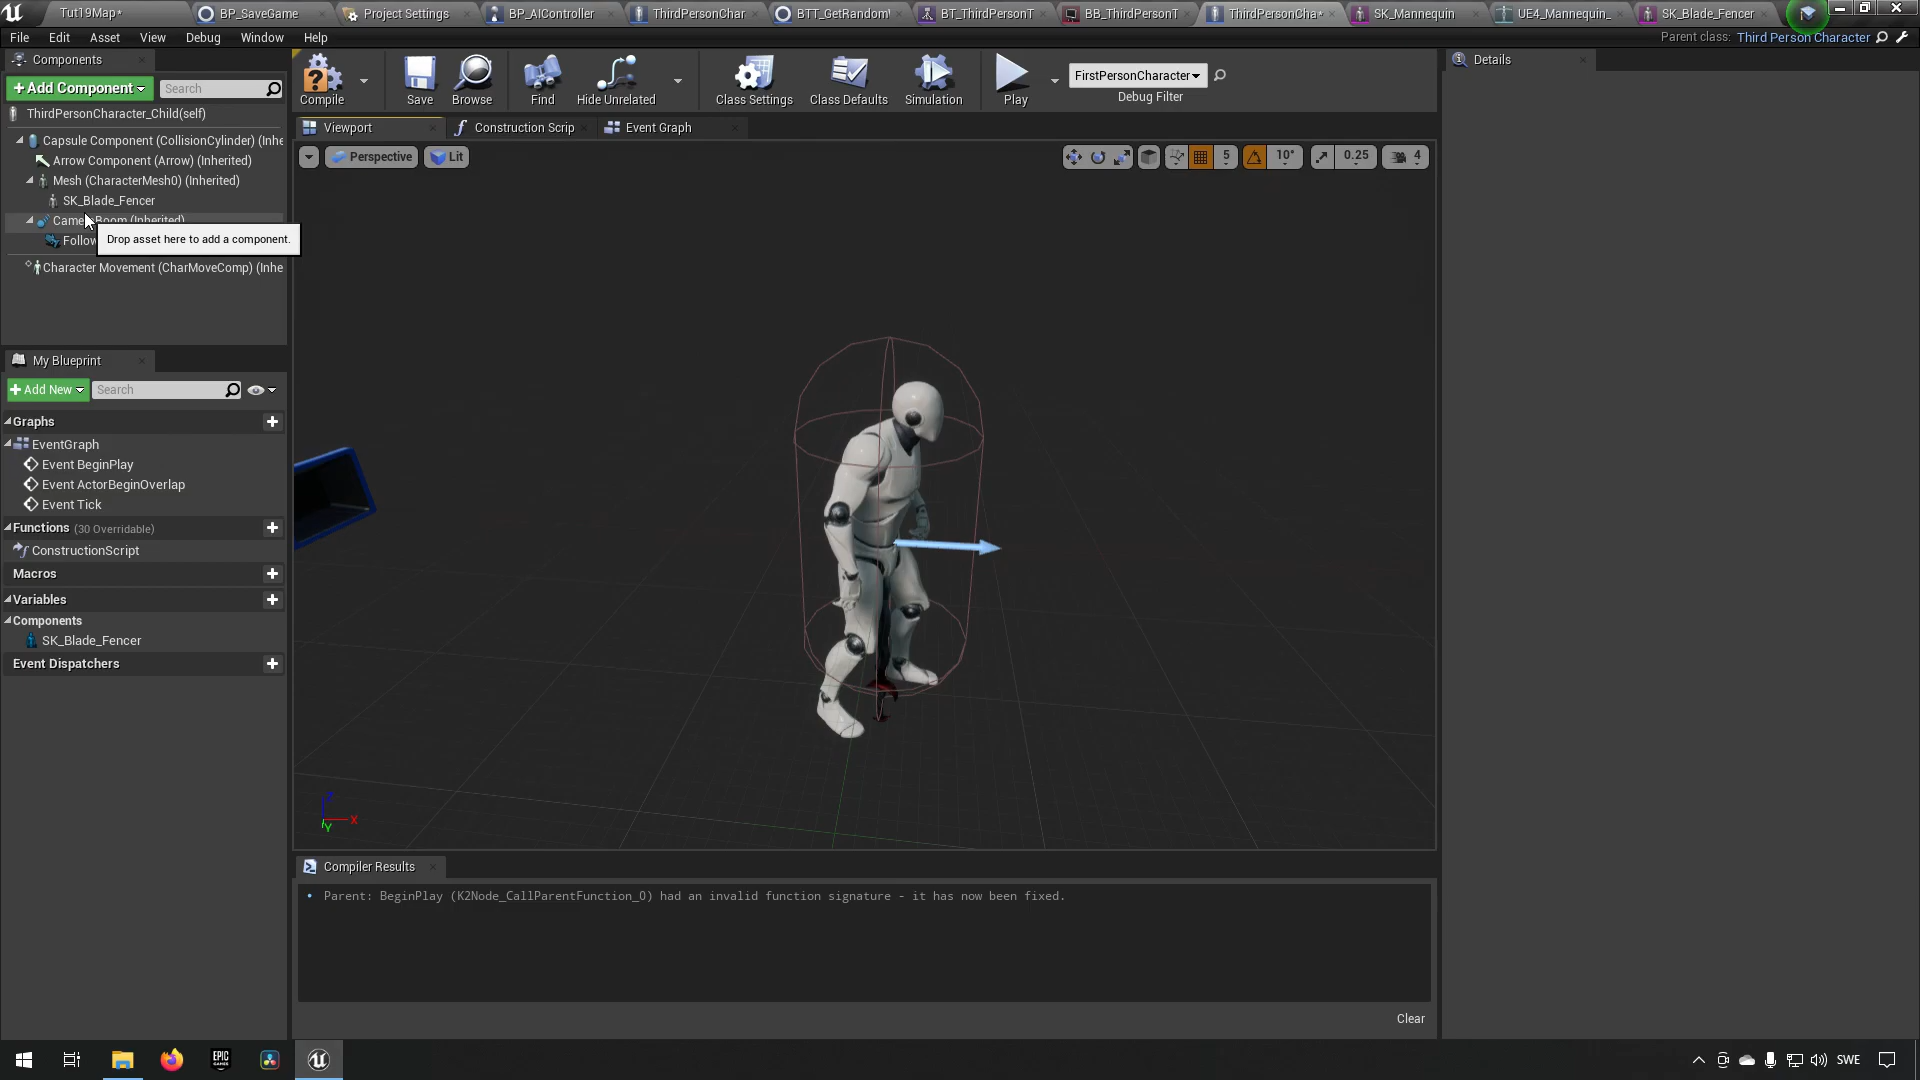 Tut19Map*
BP_SaveGame
Project Settings
BP_AIController
ThirdPersonChar
BTT_GetRandom
BT_ThirdPersonT
BB_ThirdPersonT
ThirdPersonCha*
SK_Mannequin
UE4_Mannequin_
SK_Blade_Fencer
File
Edit
Asset
View
Debug
Window
Help
Parent class: Third Person Character
Components
+Add Component
Search
ThirdPersonCharacter_Child(self)
Capsule Component (CollisionCylinder) (Inhe
Arrow Component (Arrow) (Inherited)
Mesh (CharacterMesh0) (Inherited)
SK_Blade_Fencer
Boom (Inherited)
Follow
Drop asset here to add a component.
Character Movement (CharMoveComp) (Inhe
My Blueprint
+Add New
Search
Graphs
EventGraph
Event BeginPlay
Event ActorBeginOverlap
Event Tick
Functions (30 Overridable)
ConstructionScript
Macros
Variables
Components
SK_Blade_Fencer
Event Dispatchers
Compile
Save
Browse
Find
Hide Unrelated
Class Settings
Class Defaults
Simulation
Play
FirstPersonCharacter
Debug Filter
Viewport
Construction Scrip
Event Graph
Perspective
Lit
5
10°
0.25
4
Z
X
Y
Compiler Results
• Parent: BeginPlay (K2Node_CallParentFunction_0) had an invalid function signature - it has now been fixed.
Clear
Details
EPIC
GAMES
SWE